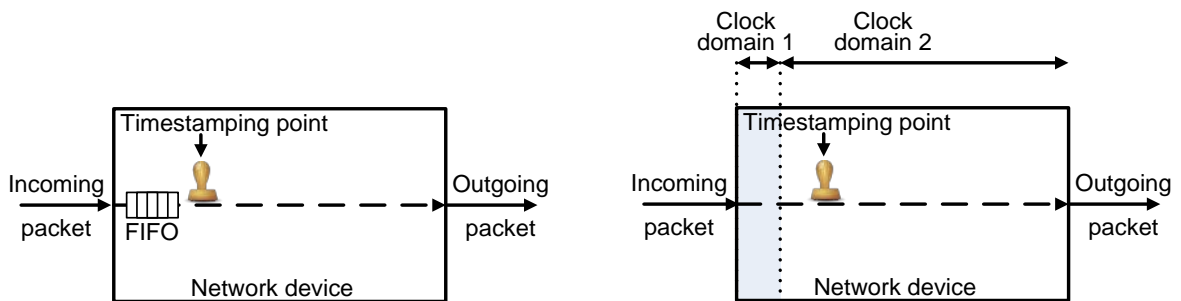 Timestamping point
Incoming
packet
FIFO
Outgoing
packet
Network device
Clock
domain 1
Clock
domain 2
Timestamping point
Incoming
packet
Outgoing
packet
Network device